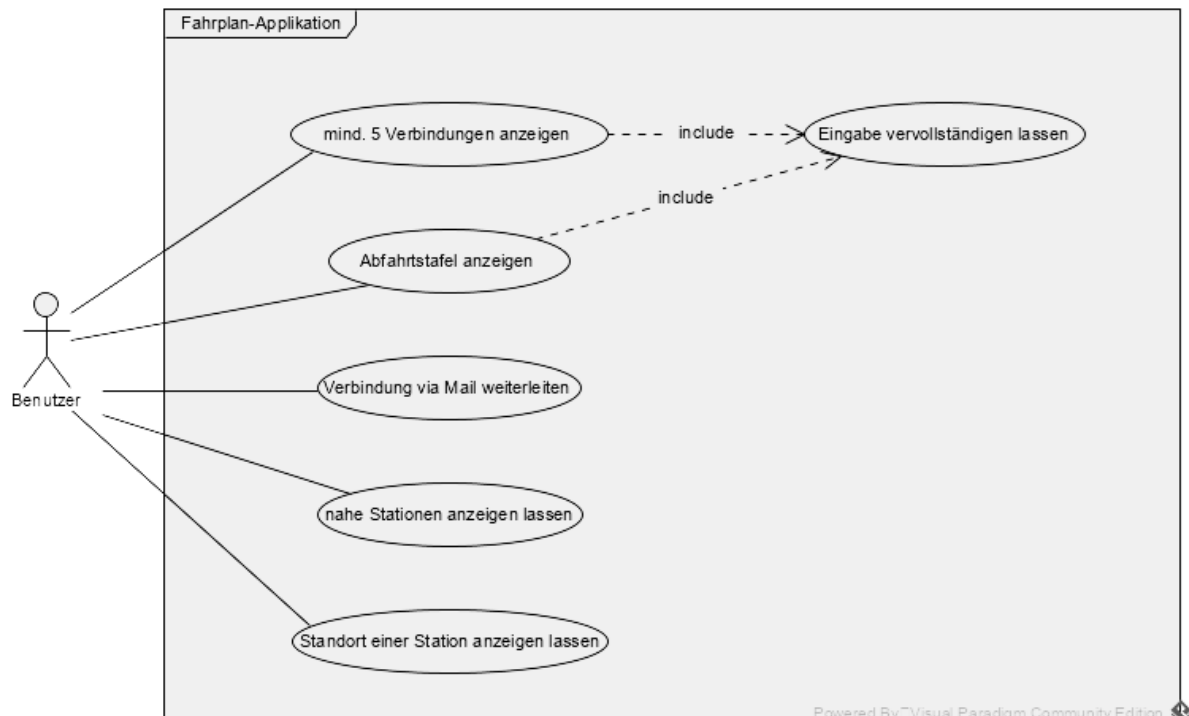 Fahrplan-Applikation
mind. 5 Verbindungen anzeigen
include
Eingabe vervollständigen lassen
include
Abfahrtstafel anzeigen
Benutzer
Verbindung via Mail weiterleiten
nahe Stationen anzeigen lassen
Standort einer Station anzeigen lassen
Powered By Visual Paradigm Community Edition